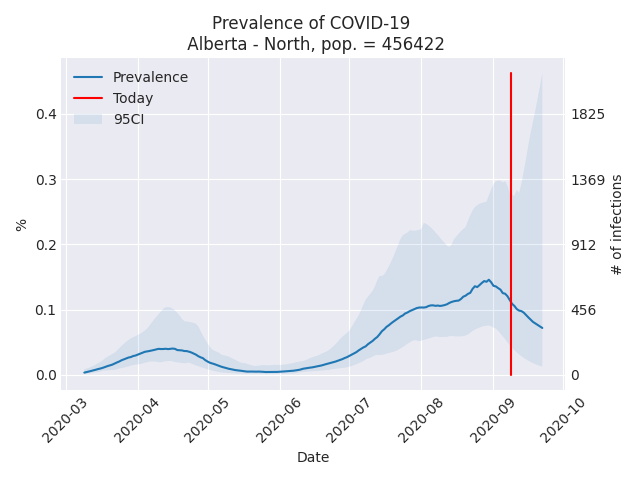 Prevalence of COVID-19
Alberta - North, pop. = 456422
Prevalence
Today
95CI
0.4
0.3
0.2
0.1
0.0
%
1825
1369
912
456
0
# of infections
2020-03
2020-04
2020-05
2020-06
2020-07
2020-08
2020-09
2020-10
Date